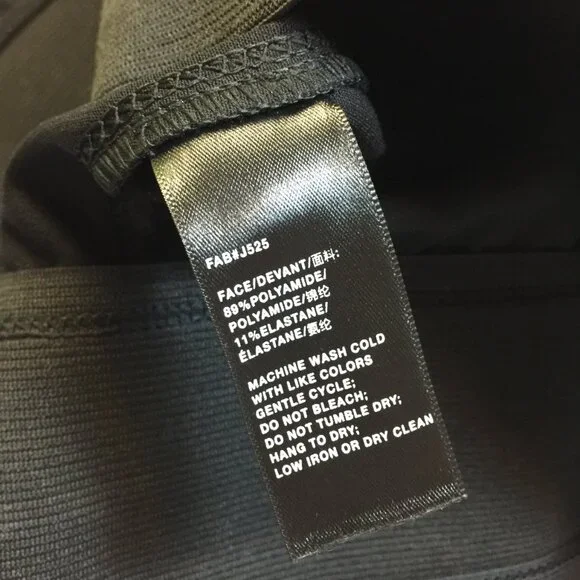 FAB#J525
FACE/DEVANT/面料:
89%POLYAMIDE/
POLYAMIDE/锦纶
11%ELASTANE/
ÉLASTANE/氨纶
MACHINE WASH COLD
WITH LIKE COLORS
GENTLE CYCLE;
DO NOT BLEACH;
DO NOT TUMBLE DRY;
HANG TO DRY;
LOW IRON OR DRY CLEAN